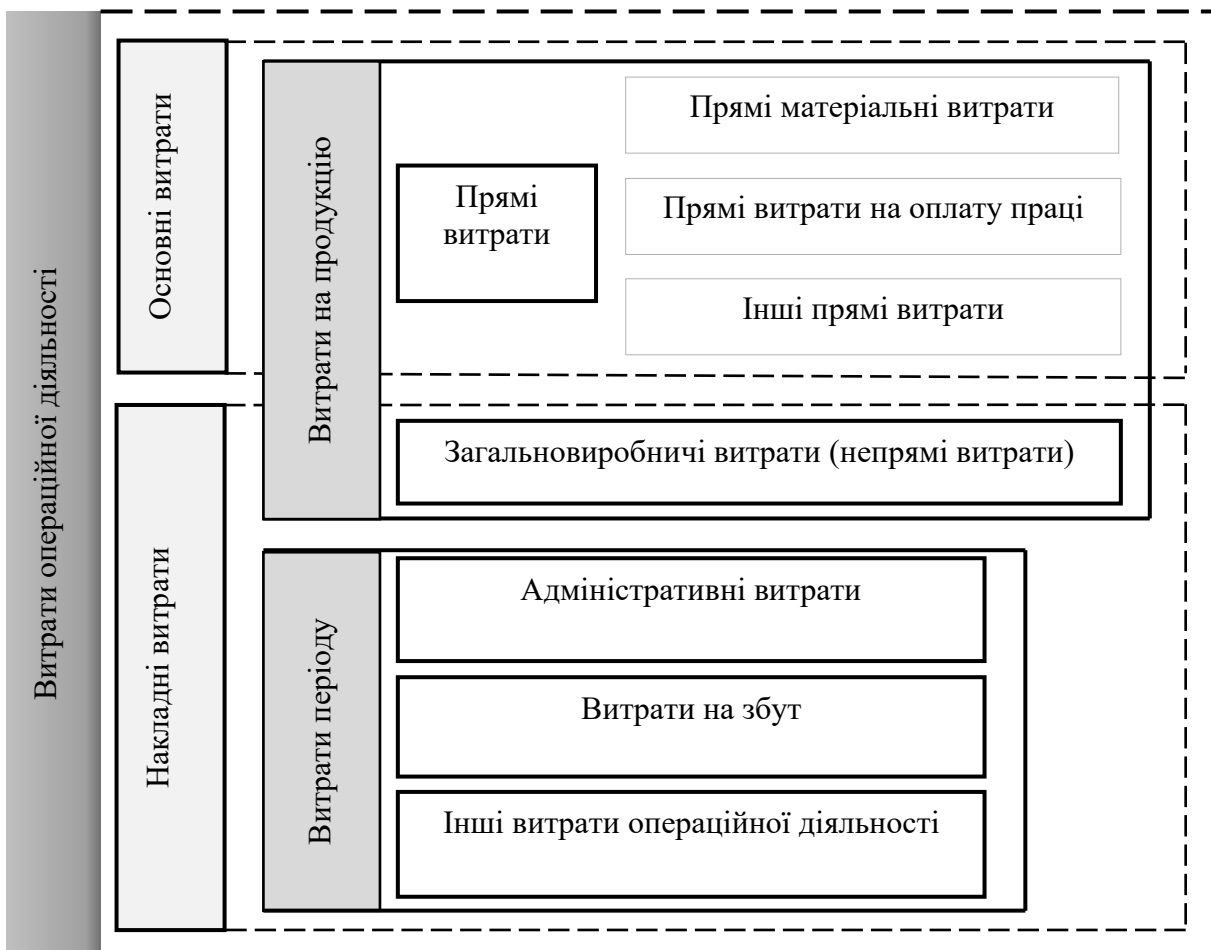 Витрати операційної діяльності
Основні витрати
Витрати на продукцію
Прямі
витрати
Прямі матеріальні витрати
Прямі витрати на оплату праці
Інші прямі витрати
Загальновиробничі витрати (непрямі витрати)
Накладні витрати
Витрати періоду
Адміністративні витрати
Витрати на збут
Інші витрати операційної діяльності